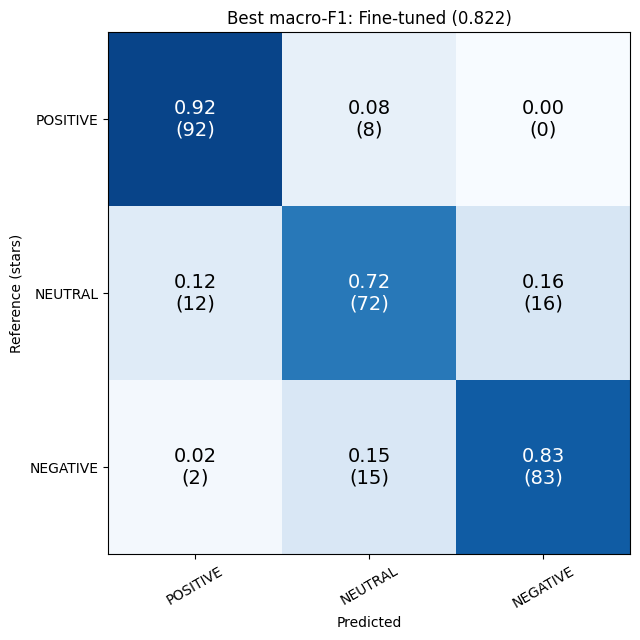 Best macro-F1: Fine-tuned (0.822)
Reference (stars)
POSITIVE
0.92
(92)
0.08
(8)
0.00
(0)
NEUTRAL
0.12
(12)
0.72
(72)
0.16
(16)
NEGATIVE
0.02
(2)
0.15
(15)
0.83
(83)
POSITIVE
NEUTRAL
NEGATIVE
Predicted